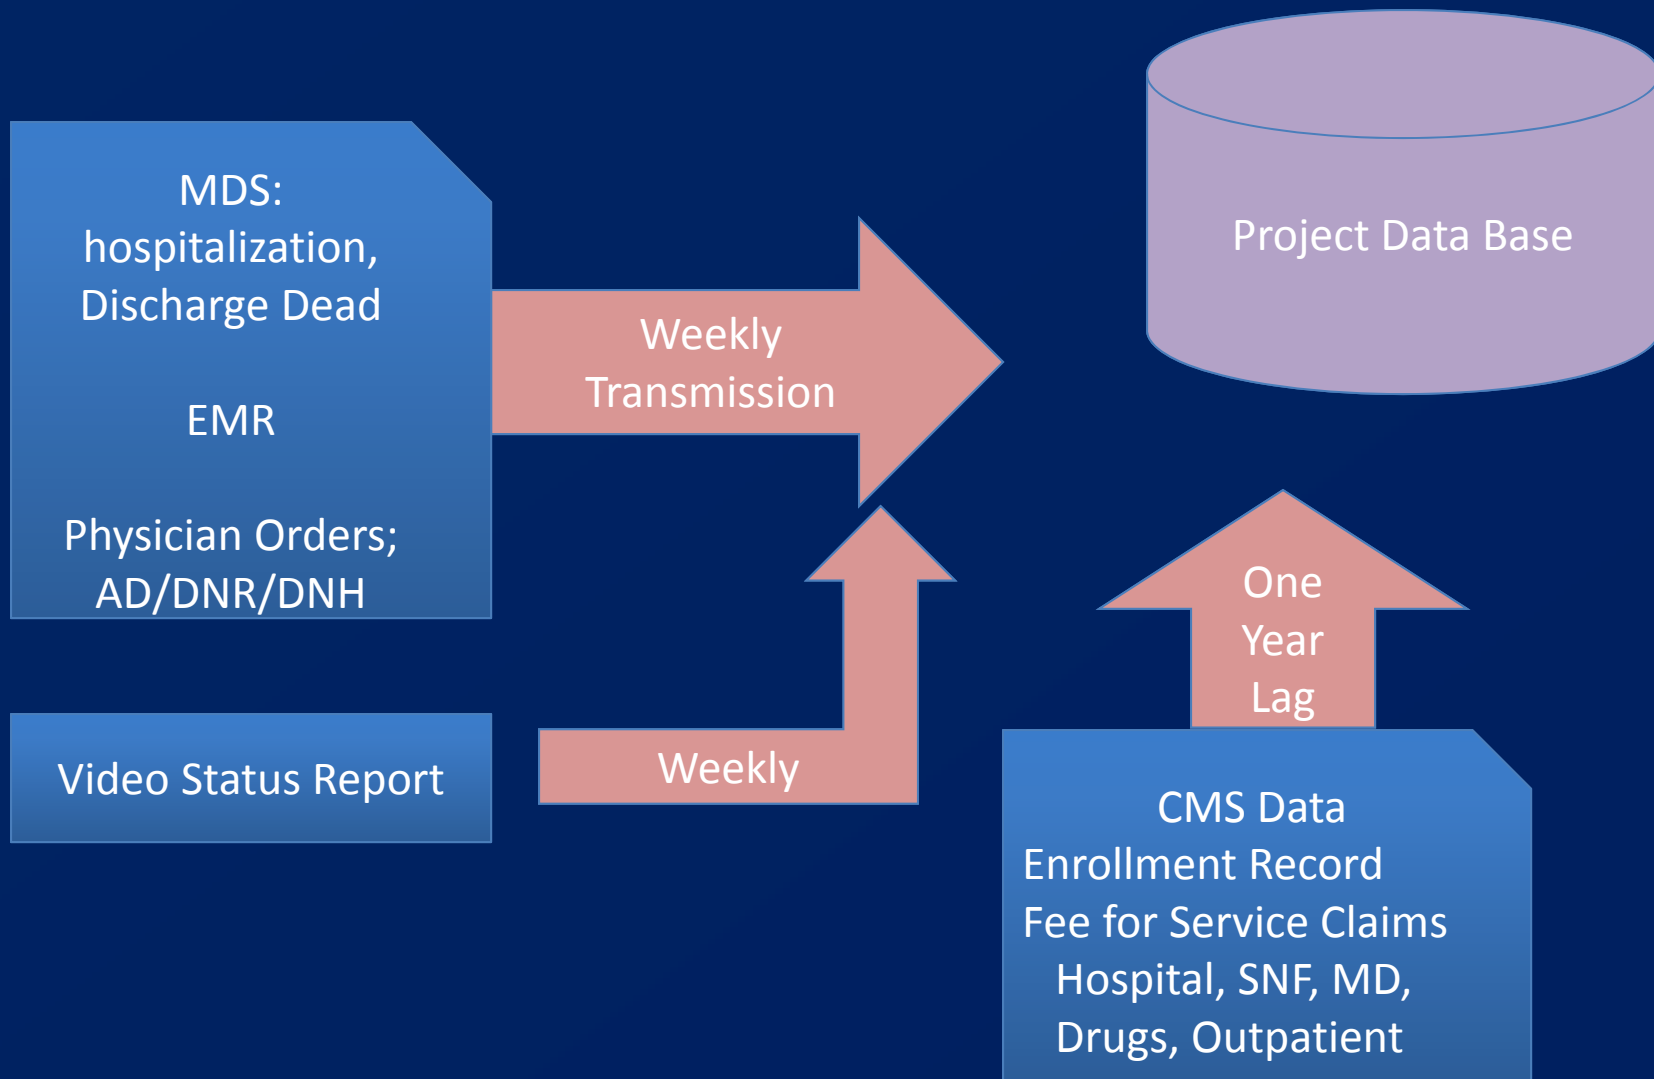 MDS:
hospitalization,
Discharge Dead
EMR
Physician Orders;
AD/DNR/DNH
Weekly
Transmission
Project Data Base
Video Status Report
Weekly
One
Year
Lag
CMS Data
Enrollment Record
Fee for Service Claims
Hospital, SNF, MD,
Drugs, Outpatient